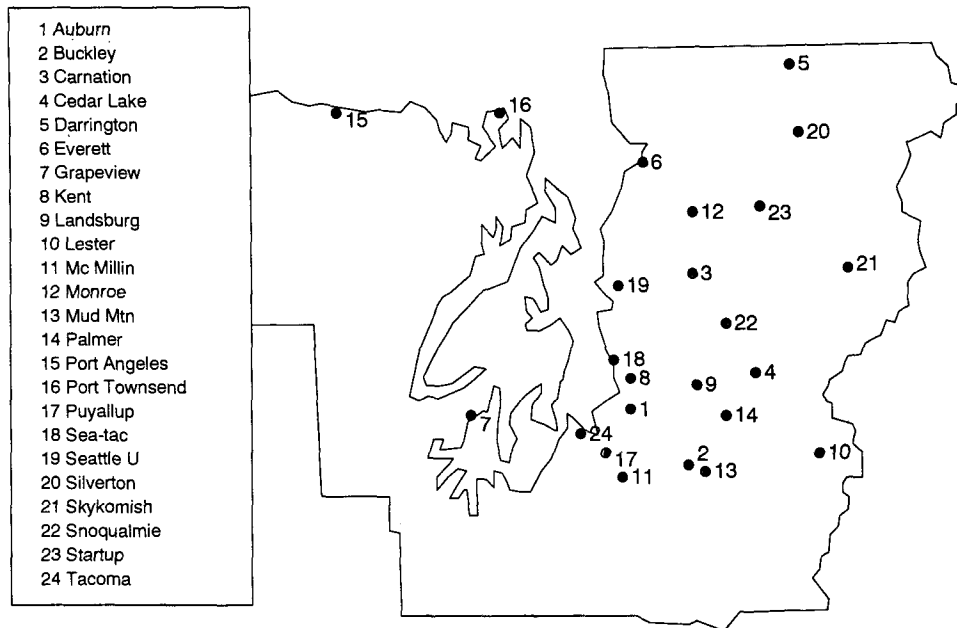 1 Auburn
2 Buckley
3 Carnation
4 Cedar Lake
5 Darrington
6 Everett
7 Grapeview
8 Kent
9 Landsburg
10 Lester
11 Mc Millin
12 Monroe
13 Mud Mtn
14 Palmer
15 Port Angeles
16 Port Townsend
17 Puyallup
18 Sea-tac
19 Seattle U
20 Silverton
21 Skykomish
22 Snoqualmie
23 Startup
24 Tacoma
5
16
15
20
6
12
23
21
3
19
22
18
8
4
9
1
14
7
24
17
2
10
11
13